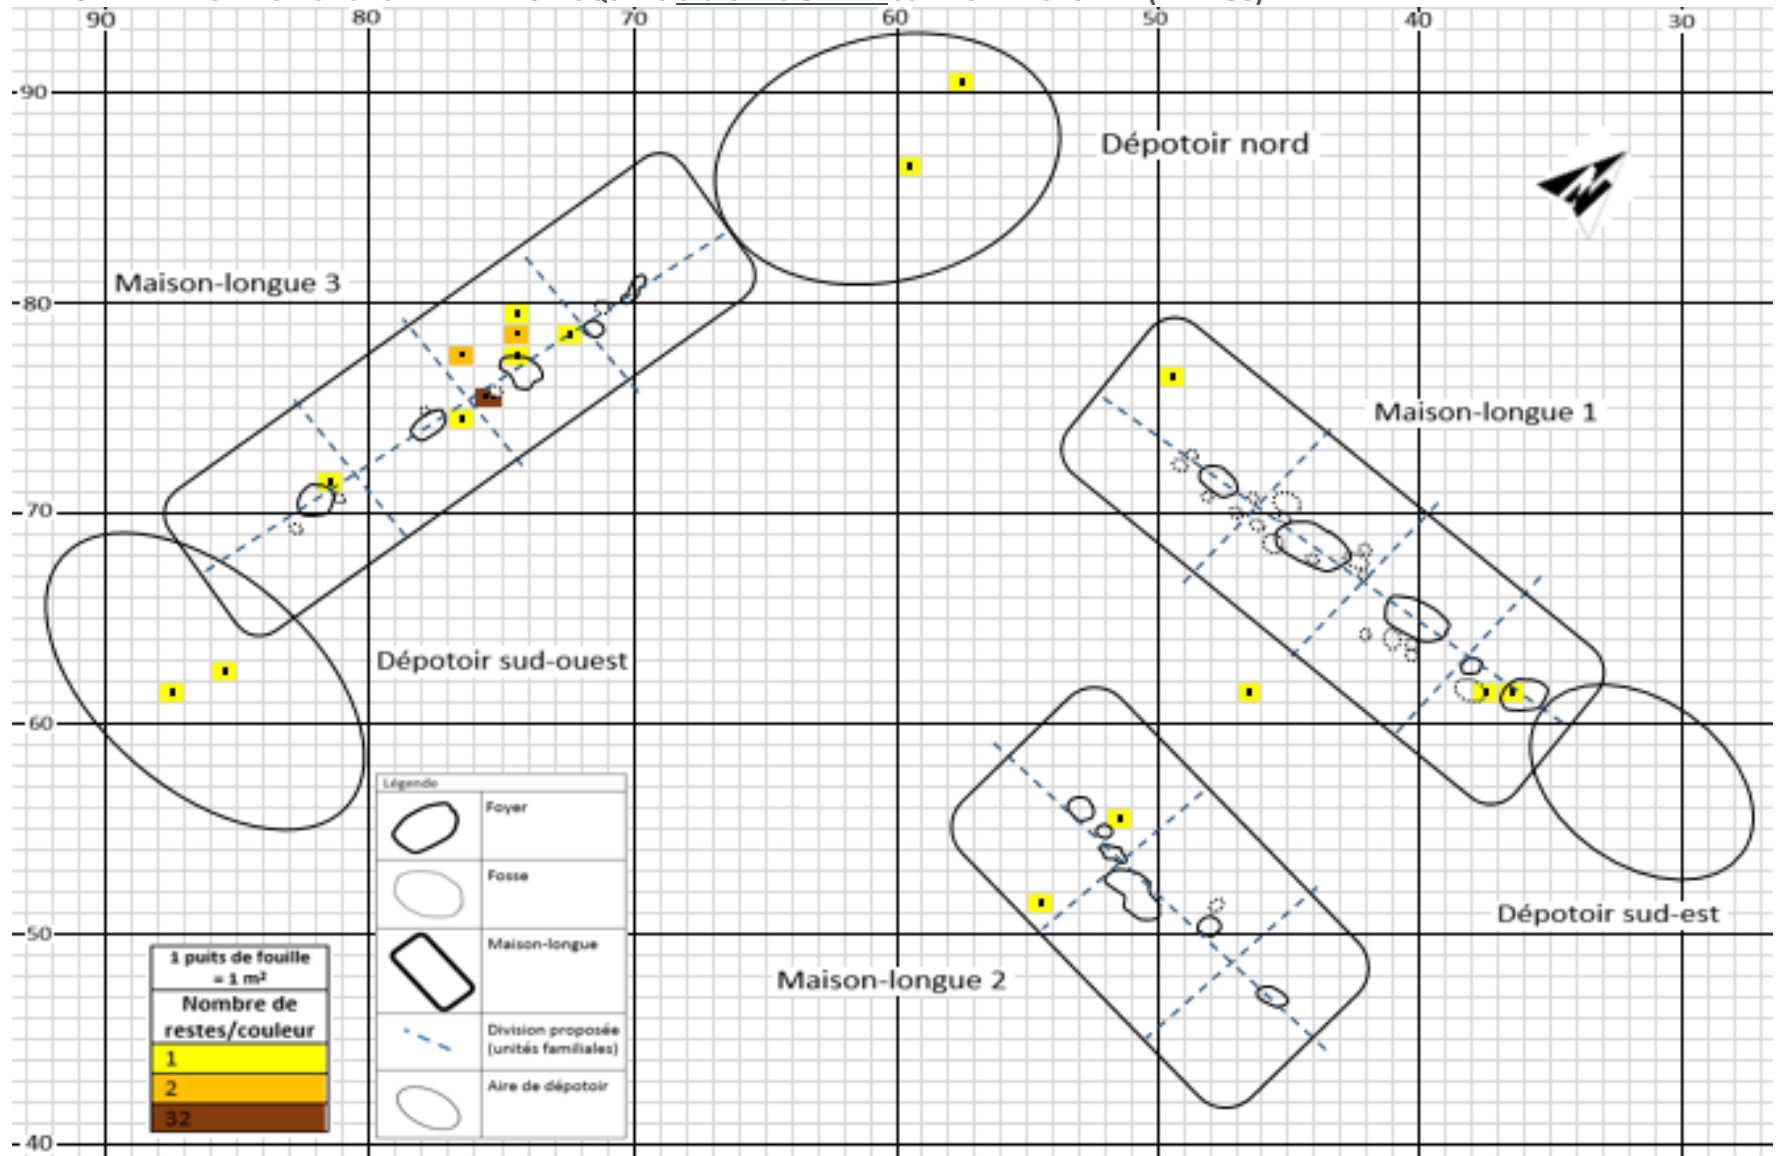 90 80 70 60 50 40 30
90
Dépotoir nord
Maison-longue 3
80
Maison-longue 1
70
Dépotoir sud-ouest
60
Légende
Foyer
Fosse
Maison-longue
Division proposée
(unités familiales)
Aire de dépotoir
Dépotoir sud-est
50
Maison-longue 2
1 puits de fouille
= 1 m²
Nombre de
restes/couleur
1
2
32
40